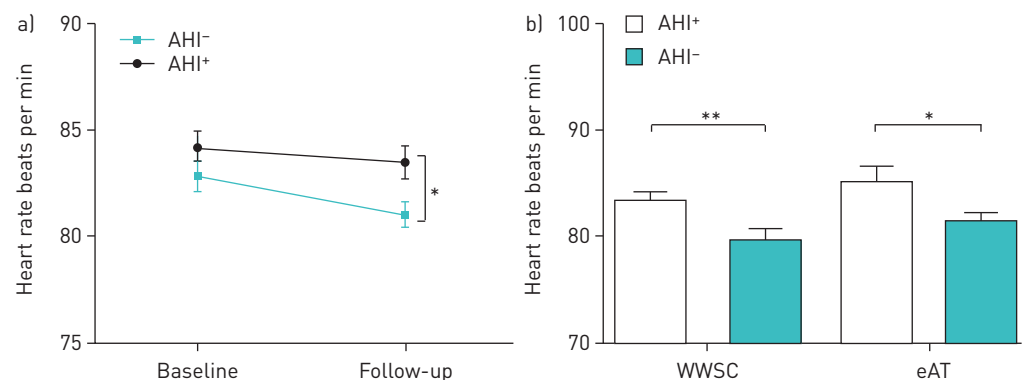 a)
90
85
80
75
Heart rate beats per min
AHI⁻
AHI⁺
*
Baseline
Follow-up
b)
100
90
80
70
Heart rate beats per min
AHI⁺
AHI⁻
**
*
WWSC
eAT